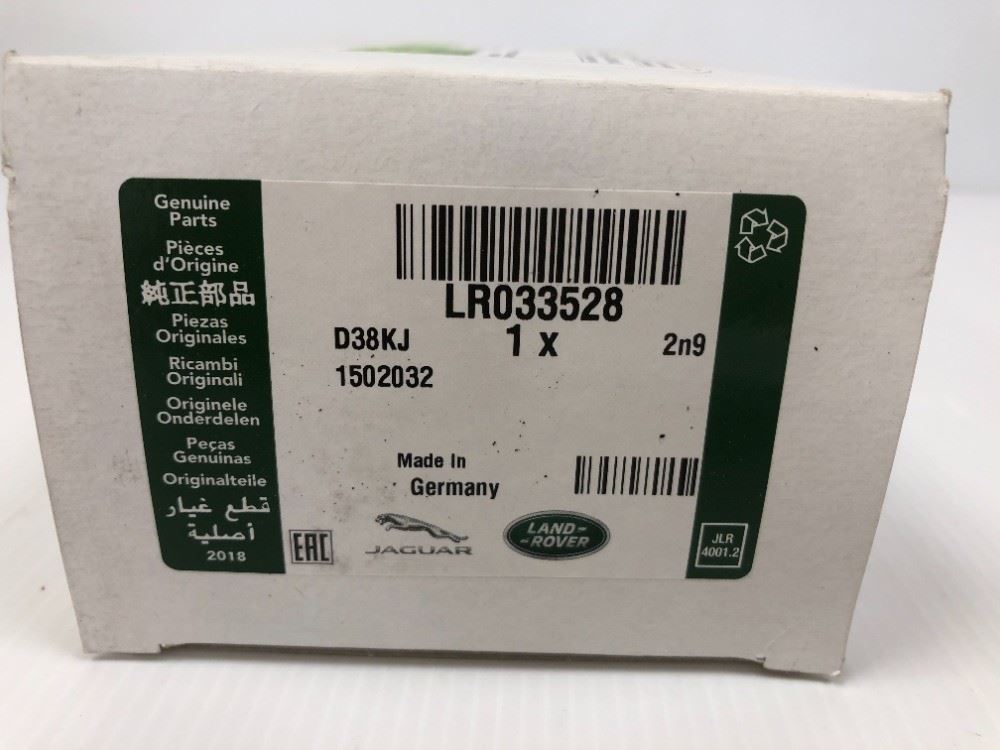 Genuine
Parts
Pièces
d'Origine
純正部品
Piezas
Originales
Ricambi
Originali
Originele
Onderdelen
Peças
Genuínas
Originalteile
قطع غيار
أصلية
2018
LR033528
D38KJ
1 x
2n9
1502032
Made In
Germany
EAC
JAGUAR
LAND-
-ROVER
JLR
4001.2